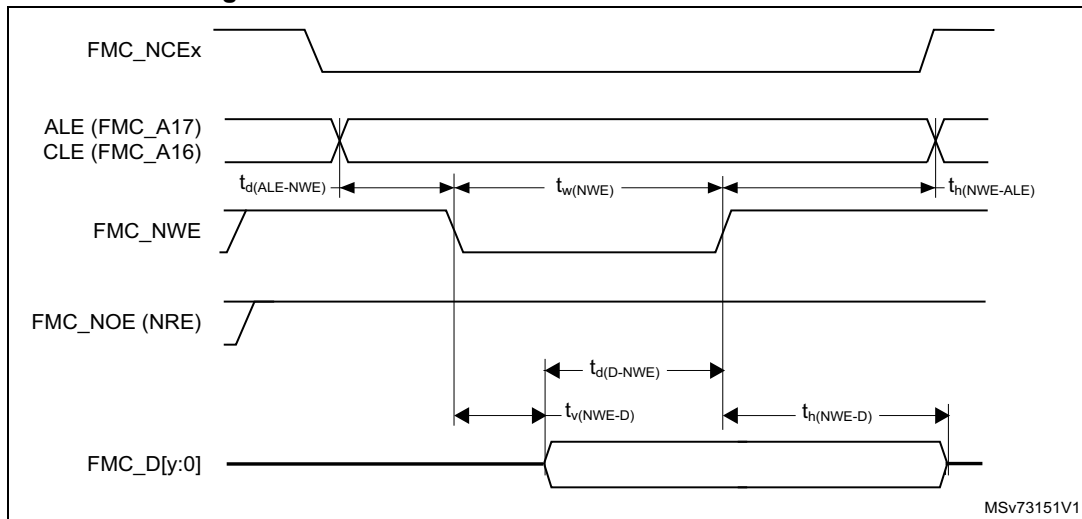 g
FMC_NCEx
ALE (FMC_A17)
CLE (FMC_A16)
td(ALE-NWE)
tw(NWE)
th(NWE-ALE)
FMC_NWE
FMC_NOE (NRE)
td(D-NWE)
tv(NWE-D)
th(NWE-D)
FMC_D[y:0]
MSv73151V1